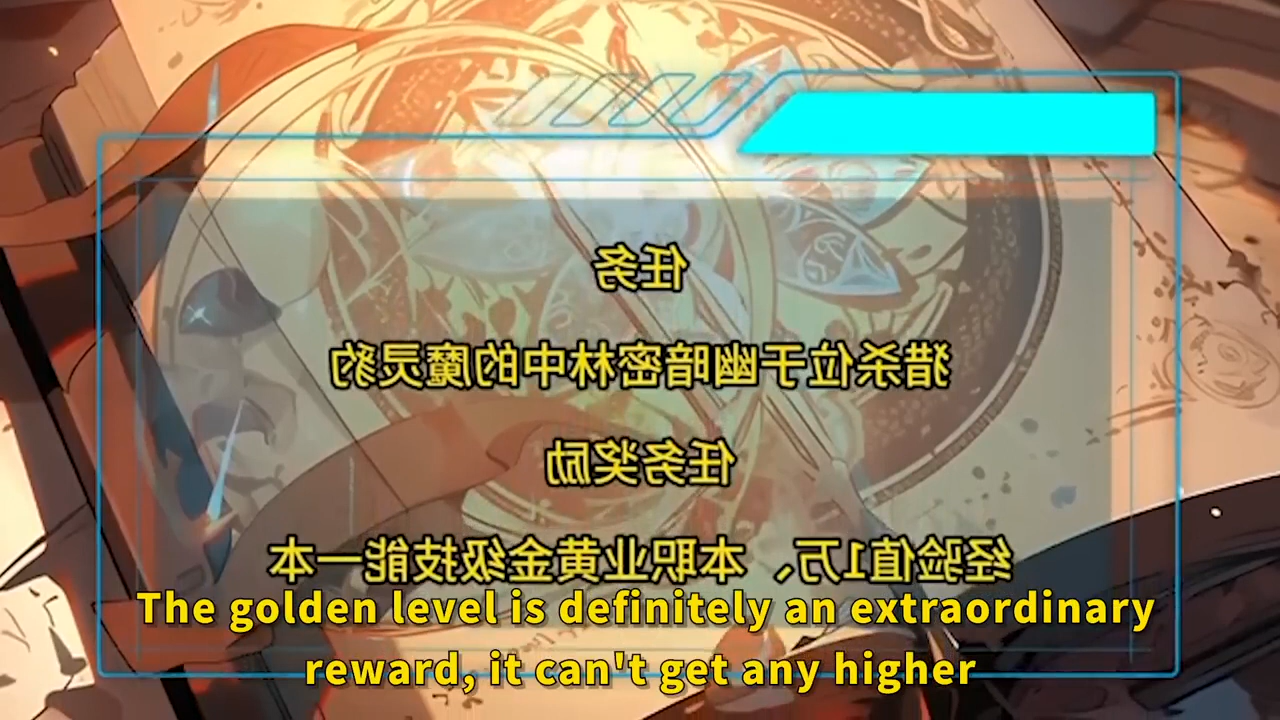 任务
猎杀位于幽暗密林中的魔灵豹
任务奖励
经验值1万、本职业黄金级技能一本
The golden level is definitely an extraordinary
reward, it can't get any higher